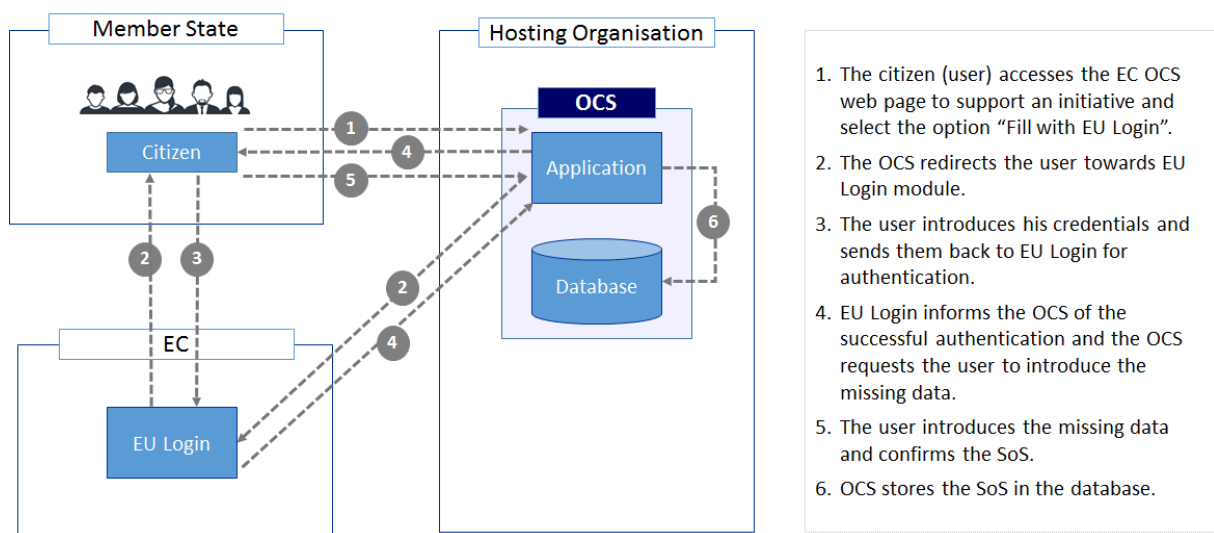 Member State
Hosting Organisation
OCS
1
Citizen
4
Application
5
6
2
3
2
Database
4
EC
EU Login
1. The citizen (user) accesses the EC OCS
web page to support an initiative and
select the option “Fill with EU Login”.
2. The OCS redirects the user towards EU
Login module.
3. The user introduces his credentials and
sends them back to EU Login for
authentication.
4. EU Login informs the OCS of the
successful authentication and the OCS
requests the user to introduce the
missing data.
5. The user introduces the missing data
and confirms the SoS.
6. OCS stores the SoS in the database.